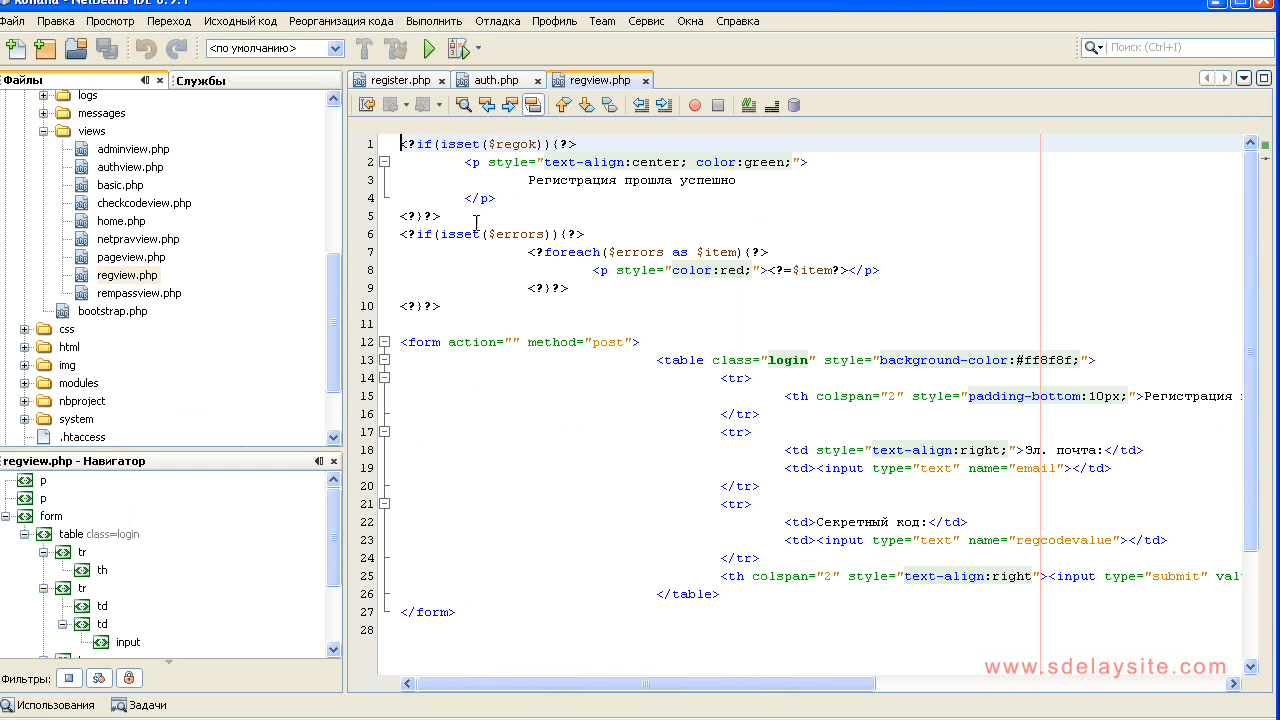 kohana - NetBeans IDE 6.9.1
Файл Правка Просмотр Переход Исходный код Реорганизация кода Выполнить Отладка Профиль Team Сервис Окна Справка
<по умолчанию>
Поиск (Ctrl+I)
Файлы
Службы
register.php
auth.php
regview.php
logs
messages
views
adminview.php
authview.php
basic.php
checkcodeview.php
home.php
netpravview.php
pageview.php
regview.php
rempassview.php
bootstrap.php
css
html
img
modules
nbproject
system
.htaccess
regview.php - Навигатор
p
p
form
table class=login
tr
th
tr
td
td
input
Фильтры:
Использования
Задачи
1 <?if(isset($regok)){?>
2 <p style="text-align:center; color:green;">
3 Регистрация прошла успешно
4 </p>
5 <?}?>
6 <?if(isset($errors)){?>
7 <?foreach($errors as $item){?>
8 <p style="color:red;"><?=$item?></p>
9 <?}?>
10 <?}?>
11
12 <form action="" method="post">
13 <table class="login" style="background-color:#ff8f8f;">
14 <tr>
15 <th colspan="2" style="padding-bottom:10px;">Регистрация
16 </tr>
17 <tr>
18 <td style="text-align:right;">Эл. почта:</td>
19 <td><input type="text" name="email"></td>
20 </tr>
21 <tr>
22 <td>Секретный код:</td>
23 <td><input type="text" name="regcodevalue"></td>
24 </tr>
25 <th colspan="2" style="text-align:right"><input type="submit" val
26 </table>
27 </form>
28
www.sdelaysite.com